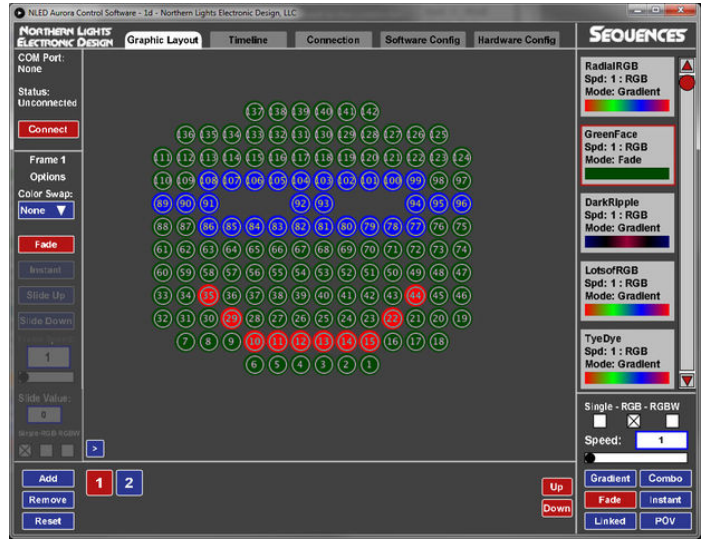 NLED Aurora Control Software - 1d - Northern Lights Electronic Design, LLC
NORTHERN LIGHTS
ELECTRONIC DESIGN
Graphic Layout
Timeline
Connection
Software Config
Hardware Config
SEQUENCES
COM Port:
None
Status:
Unconnected
Connect
Frame 1
Options
Color Swap:
None
Fade
Instant
Slide Up
Slide Down
1
Slide Value:
0
Single-RGB-RGBW
137 138 139 140 141 142
136 135 134 133 132 131 130 129 128 127 126 125
111 112 113 114 115 116 117 118 119 120 121 122 123 124
110 109 108 107 106 105 104 103 102 101 100 99 98 97
89 90 91 92 93 94 95 96
88 87 86 85 84 83 82 81 80 79 78 77 76 75
61 62 63 64 65 66 67 68 69 70 71 72 73 74
60 59 58 57 56 55 54 53 52 51 50 49 48 47
33 34 35 36 37 38 39 40 41 42 43 44 45 46
32 31 30 29 28 27 26 25 24 23 22 21 20 19
7 8 9 10 11 12 13 14 15 16 17 18
6 5 4 3 2 1
>
RadialRGB
Spd: 1 : RGB
Mode: Gradient
GreenFace
Spd: 1 : RGB
Mode: Fade
DarkRipple
Spd: 1 : RGB
Mode: Gradient
LotsofRGB
Spd: 1 : RGB
Mode: Gradient
TyeDye
Spd: 1 : RGB
Mode: Gradient
Single - RGB - RGBW
Speed: 1
Gradient Combo
Fade Instant
Linked POV
Add
Remove
Reset
1 2
Up
Down